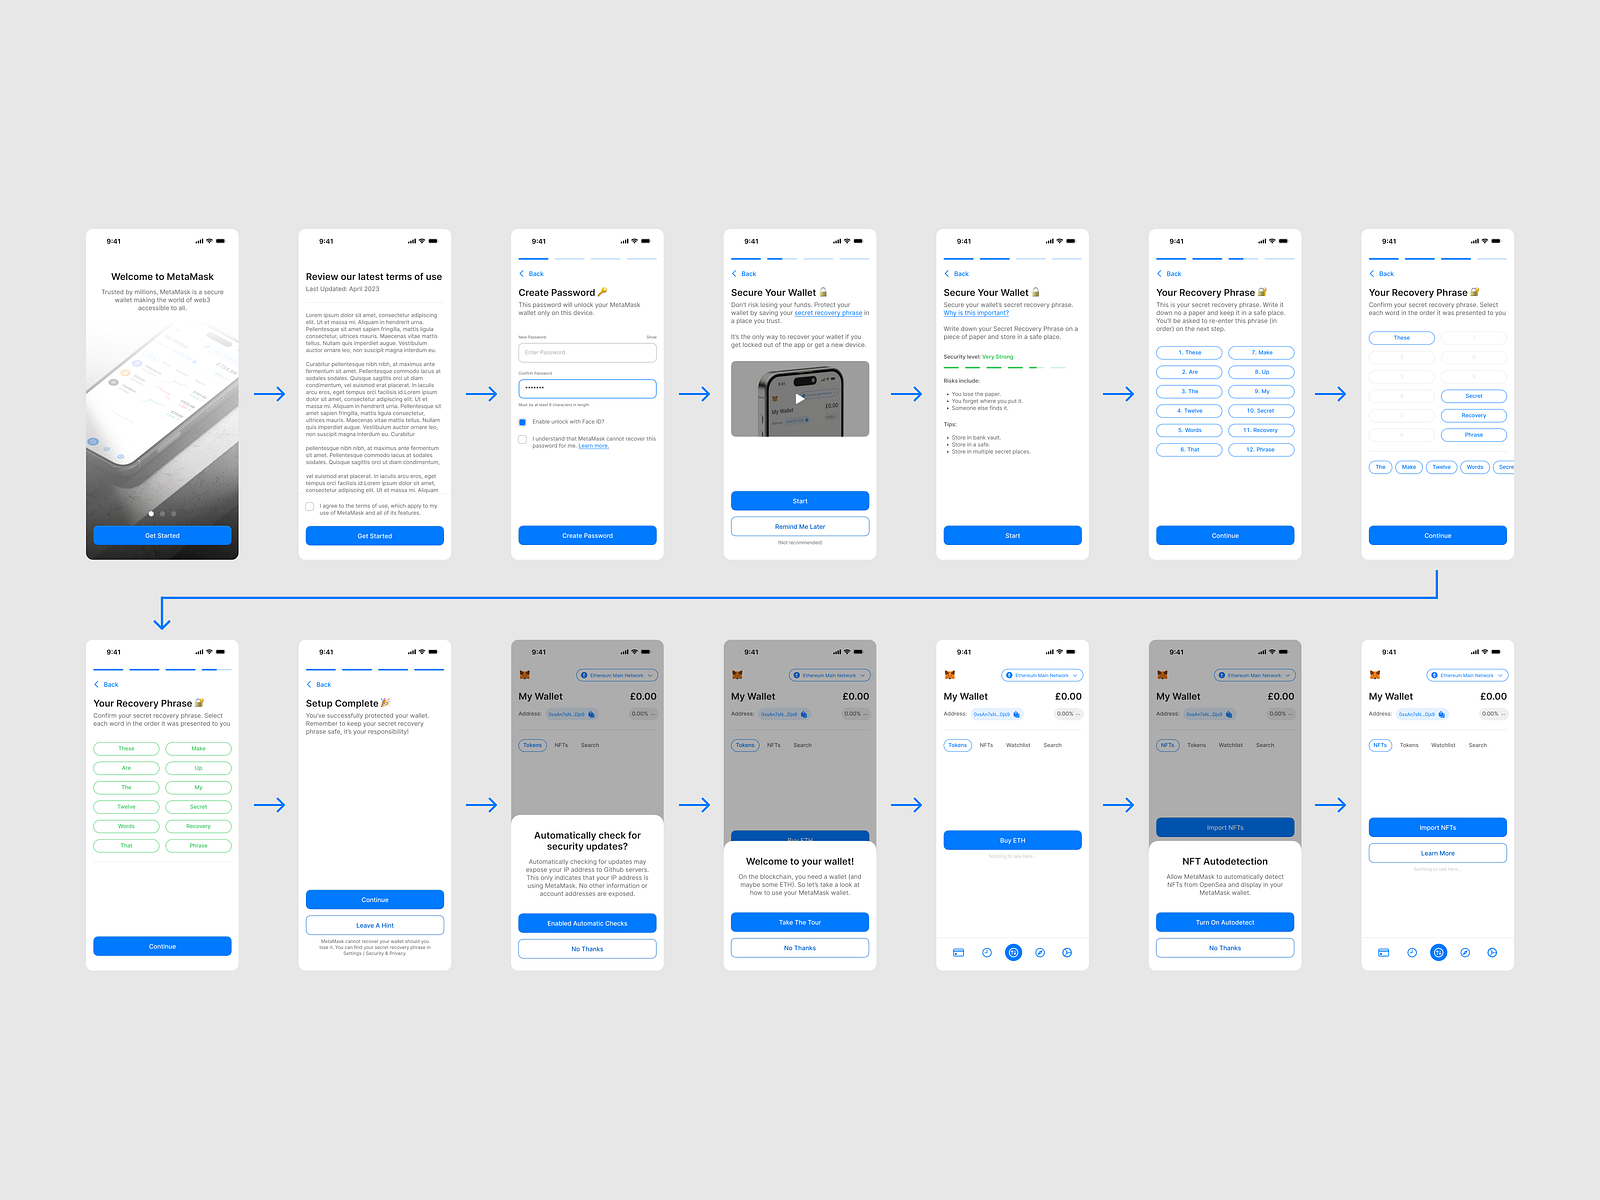 9:41
Welcome to MetaMask
Trusted by millions, MetaMask is a secure
wallet making the world of web3
accessible to all.
Get Started
9:41
Review our latest terms of use
Last Updated: April 2023
Lorem ipsum dolor sit amet, consectetur adipiscing
elit. Ut et massa mi. Aliquam in hendrerit urna.
Pellentesque sit amet sapien fringilla, mattis ligula
consectetur, ultrices mauris. Maecenas vitae mattis
tellus. Nullam quis imperdiet augue. Vestibulum
auctor ornare leo, non suscipit magna interdum eu.
Curabitur pellentesque nibh nibh, at maximus ante
fermentum sit amet. Pellentesque commodo lacus at
sodales sodales. Quisque sagittis orci ut diam
condimentum, vel euismod erat placerat. In iaculis
arcu eros, eget tempus orci facilisis id Lorem ipsum
dolor sit amet, consectetur adipiscing elit. Ut et
massa mi. Aliquam in hendrerit urna. Pellentesque sit
amet sapien fringilla, mattis ligula consectetur,
ultrices mauris. Maecenas vitae mattis tellus. Nullam
quis imperdiet augue. Vestibulum auctor ornare leo,
non suscipit magna interdum eu. Curabitur
pellentesque nibh, at maximus ante fermentum
sit amet. Pellentesque commodo lacus at sodales
sodales. Quisque sagittis orci ut diam condimentum,
vel euismod erat placerat. In iaculis arcu eros, eget
tempus orci facilisis id.Lorem ipsum dolor sit amet,
consectetur adipiscing elit. Ut et massa mi. Aliquam
I agree to the terms of use, which apply to my
use of MetaMask and all of its features.
Get Started
9:41
Back
Create Password 🔑
This password will unlock your MetaMask
wallet only on this device.
New Password Show
Enter Password
Confirm Password
•••••••
Must be at least 8 characters in length
Enable unlock with Face ID?
I understand that MetaMask cannot recover this
password for me. Learn more.
Create Password
9:41
Back
Secure Your Wallet 🔓
Don't risk losing your funds. Protect your
wallet by saving your secret recovery phrase in
a place you trust.
It's the only way to recover your wallet if you
get locked out of the app or get a new device.
My Wallet £0.00
Start
Remind Me Later
(Not recommended)
9:41
Back
Secure Your Wallet 🔓
Secure your wallet's secret recovery phrase.
Why is this important?
Write down your Secret Recovery Phrase on a
piece of paper and store in a safe place.
Security level: Very Strong
Risks include:
• You lose the paper.
• You forget where you put it.
• Someone else finds it.
Tips:
• Store in bank vault.
• Store in a safe.
• Store in multiple secret places.
Start
9:41
Back
Your Recovery Phrase 🔐
This is your secret recovery phrase. Write it
down no a paper and keep it in a safe place.
You'll be asked to re-enter this phrase (in
order) on the next step.
1. These 7. Make
2. Are 8. Up
3. The 9. My
4. Twelve 10. Secret
5. Words 11. Recovery
6. That 12. Phrase
Continue
9:41
Back
Your Recovery Phrase 🔐
Confirm your secret recovery phrase. Select
each word in the order it was presented to you
These
Secret
Recovery
Phrase
The Make Twelve Words Secre
Continue
9:41
Back
Your Recovery Phrase 🔐
Confirm your secret recovery phrase. Select
each word in the order it was presented to you
These Make
Are Up
The My
Twelve Secret
Words Recovery
That Phrase
Continue
9:41
Back
Setup Complete 🎉
You've successfully protected your wallet.
Remember to keep your secret recovery
phrase safe, it's your responsibility!
Continue
Leave A Hint
MetaMask cannot recover your wallet should you
lose it. You can find your secret recovery phrase in
Settings / Security & Privacy.
9:41
Ethereum Main Network
My Wallet £0.00
Address: 0xsAn7sN...Djs9 0.00%
Tokens NFTs Search
Automatically check for
security updates?
Automatically checking for updates may
expose your IP address to Github servers.
This only indicates that your IP address is
using MetaMask. No other information or
account addresses are exposed.
Enabled Automatic Checks
No Thanks
9:41
Ethereum Main Network
My Wallet £0.00
Address: 0xsAn7sN...Djs9 0.00%
Tokens NFTs Search
Buy ETH
Welcome to your wallet!
On the blockchain, you need a wallet (and
maybe some ETH). So let's take a look at
how to use your MetaMask wallet.
Take The Tour
No Thanks
9:41
Ethereum Main Network
My Wallet £0.00
Address: 0xsAn7sN...Djs9 0.00%
Tokens NFTs Watchlist Search
Buy ETH
Nothing to see here...
9:41
Ethereum Main Network
My Wallet £0.00
Address: 0xsAn7sN...Djs9 0.00%
NFTs Tokens Watchlist Search
Import NFTs
NFT Autodetection
Allow MetaMask to automatically detect
NFTs from OpenSea and display in your
MetaMask wallet.
Turn On Autodetect
No Thanks
9:41
Ethereum Main Network
My Wallet £0.00
Address: 0xsAn7sN...Djs9 0.00%
NFTs Tokens Watchlist Search
Import NFTs
Learn More
Nothing to see here...